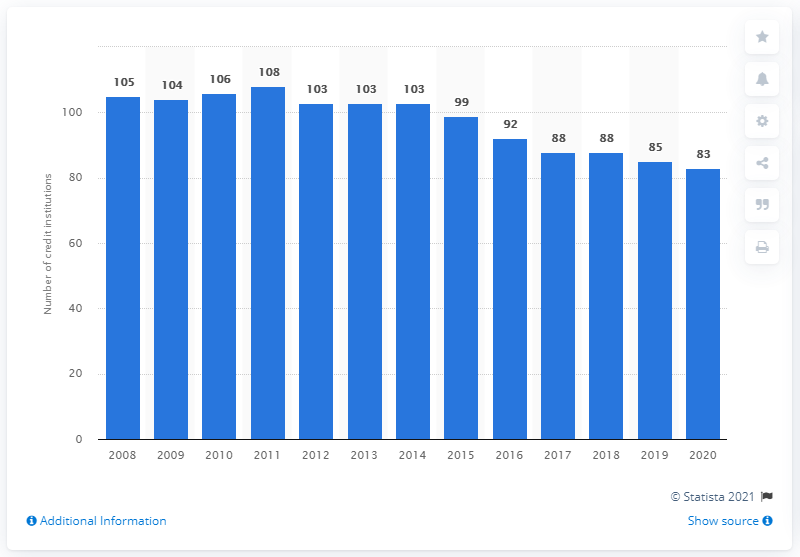 105 104 106 108 103 103 103 99 92 88 88 85 83
Number of credit institutions
100
80
60
40
20
0
2008 2009 2010 2011 2012 2013 2014 2015 2016 2017 2018 2019 2020
© Statista 2021
Additional Information
Show source